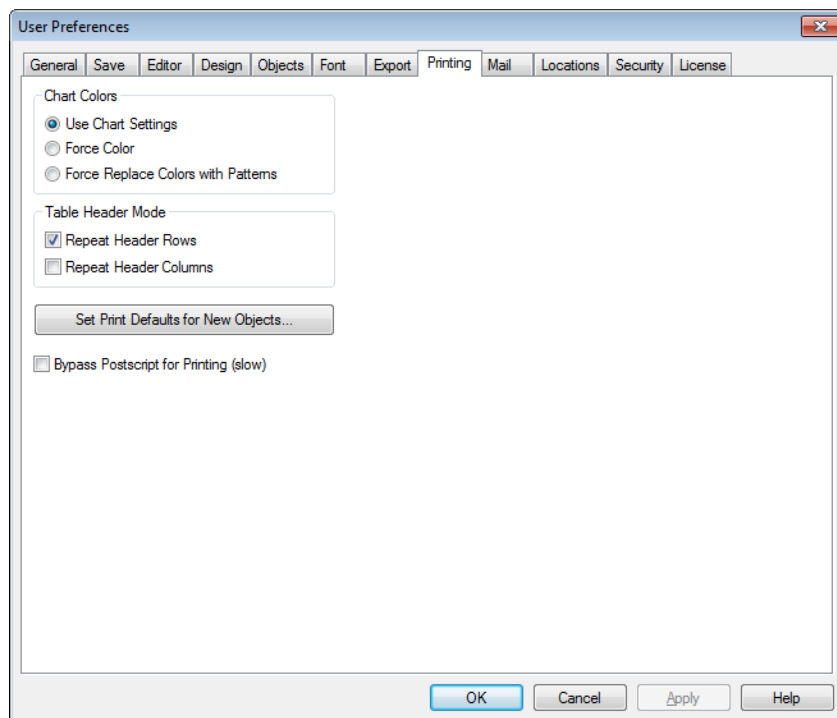 User Preferences
General Save Editor Design Objects Font Export Printing Mail Locations Security License
Chart Colors
Use Chart Settings
Force Color
Force Replace Colors with Patterns
Table Header Mode
Repeat Header Rows
Repeat Header Columns
Set Print Defaults for New Objects...
Bypass Postscript for Printing (slow)
OK Cancel Apply Help